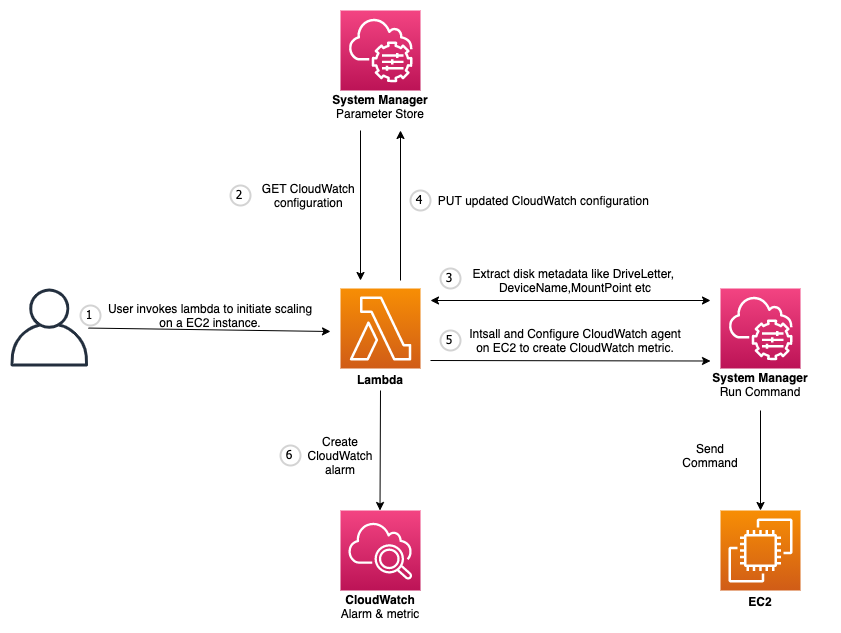 System Manager
Parameter Store
2
GET CloudWatch
configuration
4
PUT updated CloudWatch configuration
1
User invokes lambda to initiate scaling
on a EC2 instance.
3
Extract disk metadata like DriveLetter,
DeviceName,MountPoint etc
5
Intsall and Configure CloudWatch agent
on EC2 to create CloudWatch metric.
Lambda
System Manager
Run Command
6
Create
CloudWatch
alarm
Send
Command
CloudWatch
Alarm & metric
EC2